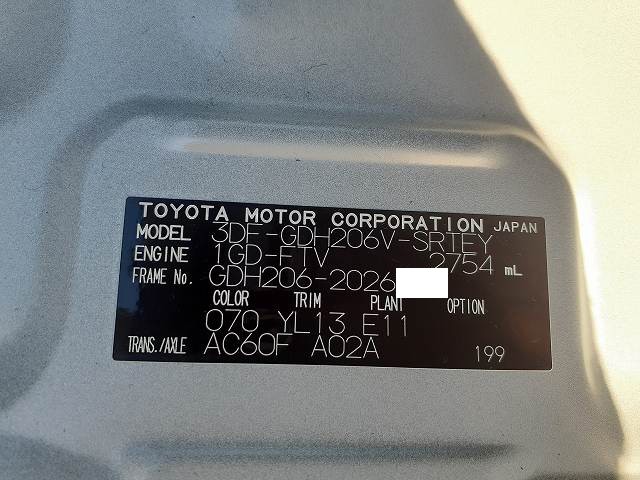 TOYOTA MOTOR CORPORATION JAPAN
MODEL 3DF-GDH206V-SRTEY
ENGINE 1GD-FTV 2754 mL
FRAME No. GDH206-2026
COLOR TRIM PLANT OPTION
070 YL13 E11
TRANS./AXLE AC60F A02A 199